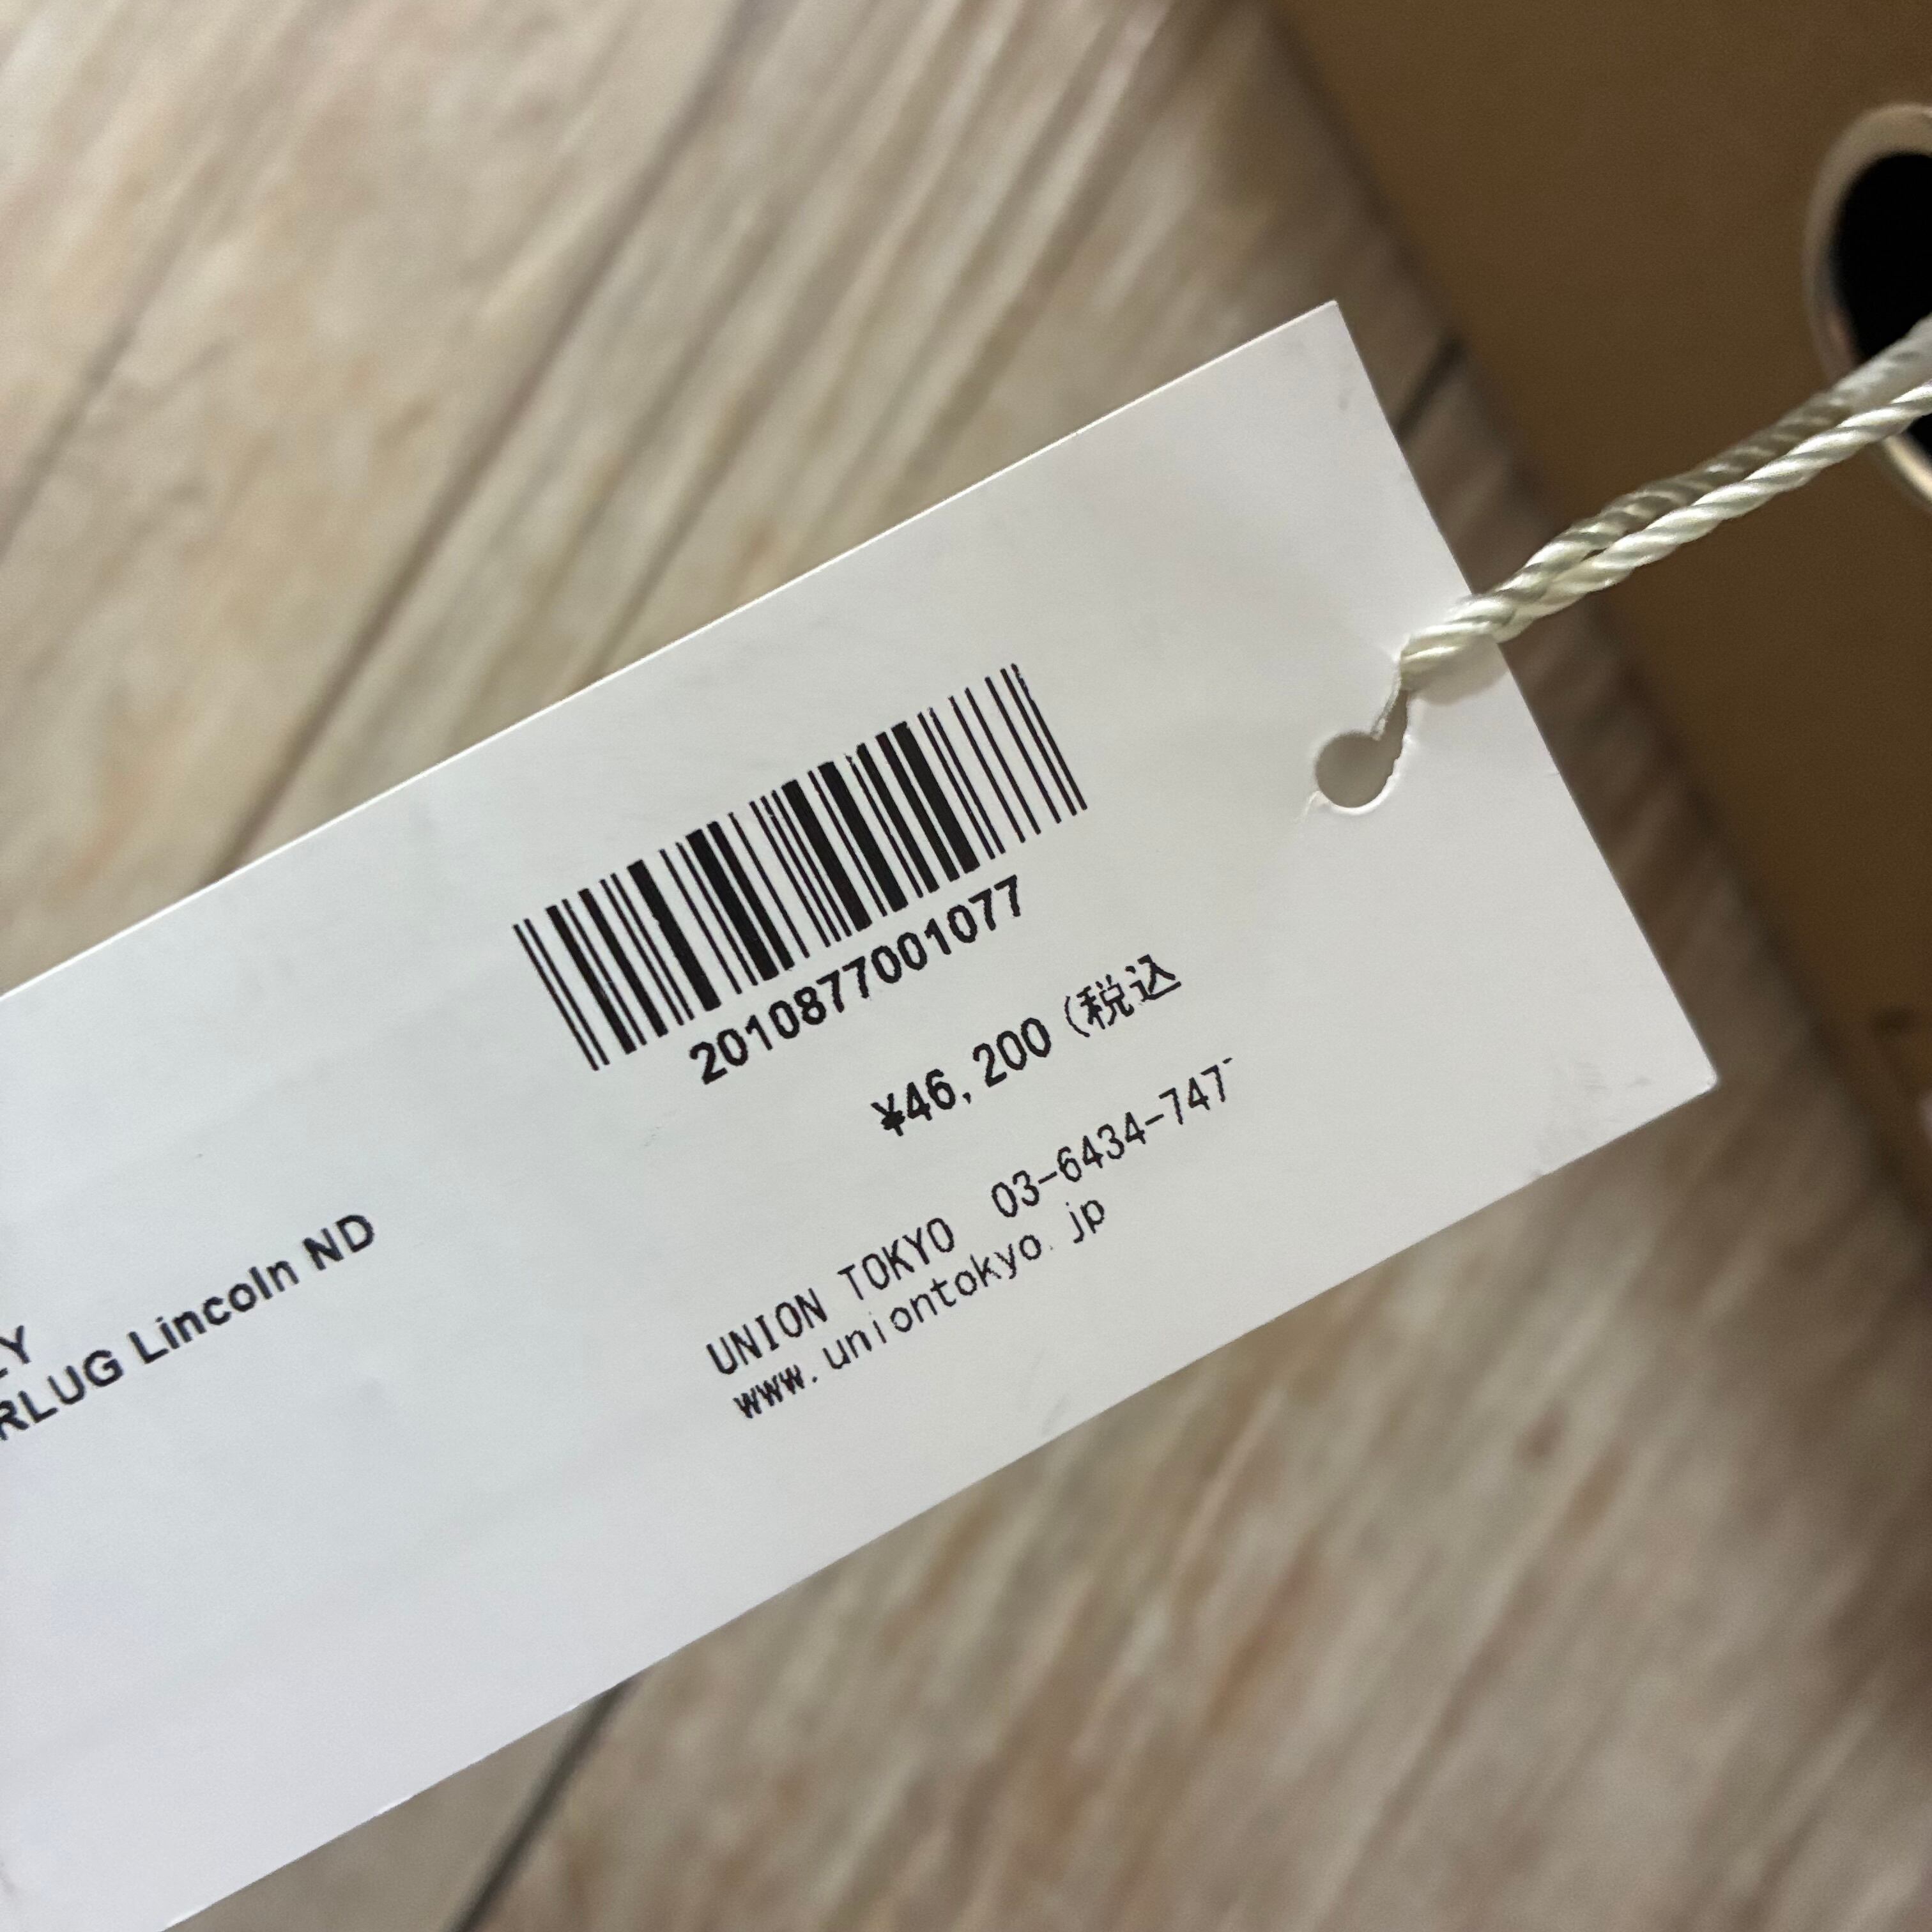 2010877001077
¥46,200 (税込
UNION TOKYO 03-6434-747
www.uniontokyo.jp
RLUG Lincoln ND